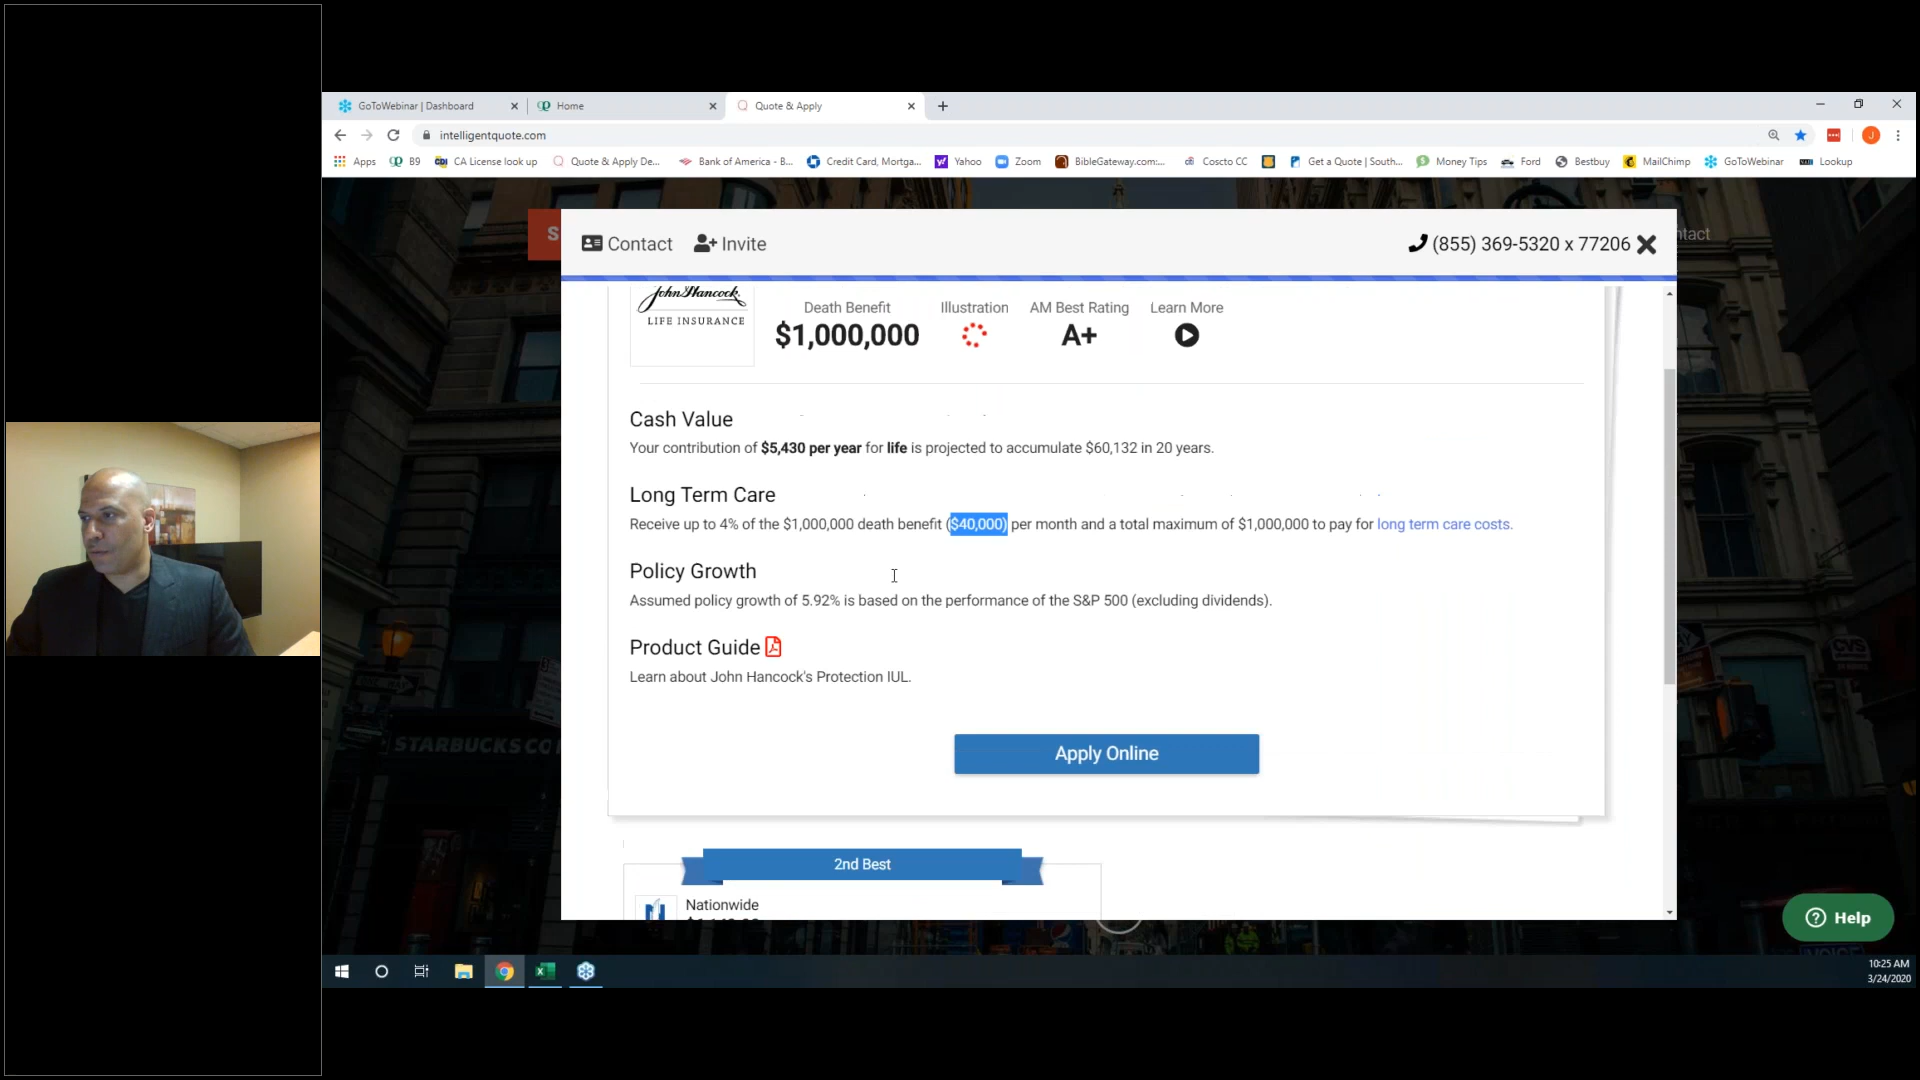 GoToWebinar | Dashboard
Home
Quote & Apply
intelligentquote.com
Apps
B9
CA License look up
Quote & Apply De...
Bank of America - B...
Credit Card, Mortga...
Yahoo
Zoom
BibleGateway.com:...
Coscto CC
Get a Quote | South...
Money Tips
Ford
Bestbuy
MailChimp
GoToWebinar
Lookup
S
ntact
Contact
Invite
(855) 369-5320 x 77206
John Hancock
LIFE INSURANCE
Death Benefit
$1,000,000
Illustration
AM Best Rating
A+
Learn More
Cash Value
Your contribution of $5,430 per year for life is projected to accumulate $60,132 in 20 years.
Long Term Care
Receive up to 4% of the $1,000,000 death benefit ($40,000) per month and a total maximum of $1,000,000 to pay for long term care costs.
Policy Growth
Assumed policy growth of 5.92% is based on the performance of the S&P 500 (excluding dividends).
Product Guide
Learn about John Hancock's Protection IUL.
Apply Online
2nd Best
Nationwide
STARBUCKS CO
CVS
Help
10:25 AM
3/24/2020